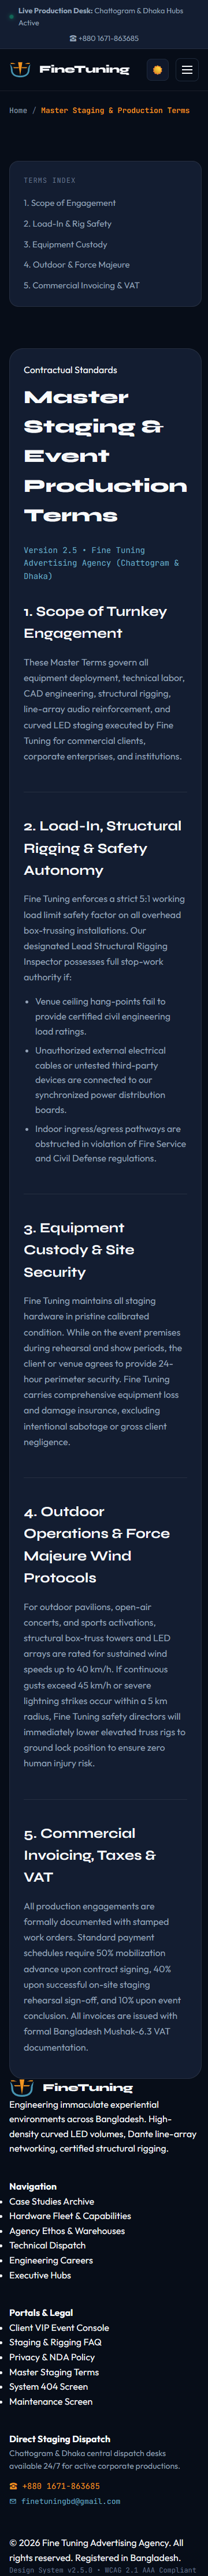 Live Production Desk: Chattogram & Dhaka Hubs
Active
☎ +880 1671-863685
FineTuning
Home / Master Staging & Production Terms
TERMS INDEX
1. Scope of Engagement
2. Load-In & Rig Safety
3. Equipment Custody
4. Outdoor & Force Majeure
5. Commercial Invoicing & VAT
Contractual Standards
Master
Staging &
Event
Production
Terms
Version 2.5 • Fine Tuning
Advertising Agency (Chattogram &
Dhaka)
1. Scope of Turnkey
Engagement
These Master Terms govern all
equipment deployment, technical labor,
CAD engineering, structural rigging,
line-array audio reinforcement, and
curved LED staging executed by Fine
Tuning for commercial clients,
corporate enterprises, and institutions.
2. Load-In, Structural
Rigging & Safety
Autonomy
Fine Tuning enforces a strict 5:1 working
load limit safety factor on all overhead
box-trussing installations. Our
designated Lead Structural Rigging
Inspector possesses full stop-work
authority if:
• Venue ceiling hang-points fail to
provide certified civil engineering
load ratings.
• Unauthorized external electrical
cables or untested third-party
devices are connected to our
synchronized power distribution
boards.
• Indoor ingress/egress pathways are
obstructed in violation of Fire Service
and Civil Defense regulations.
3. Equipment
Custody & Site
Security
Fine Tuning maintains all staging
hardware in pristine calibrated
condition. While on the event premises
during rehearsal and show periods, the
client or venue agrees to provide 24-
hour perimeter security. Fine Tuning
carries comprehensive equipment loss
and damage insurance, excluding
intentional sabotage or gross client
negligence.
4. Outdoor
Operations & Force
Majeure Wind
Protocols
For outdoor pavilions, open-air
concerts, and sports activations,
structural box-truss towers and LED
arrays are rated for sustained wind
speeds up to 40 km/h. If continuous
gusts exceed 45 km/h or severe
lightning strikes occur within a 5 km
radius, Fine Tuning safety directors will
immediately lower elevated truss rigs to
ground lock position to ensure zero
human injury risk.
5. Commercial
Invoicing, Taxes &
VAT
All production engagements are
formally documented with stamped
work orders. Standard payment
schedules require 50% mobilization
advance upon contract signing, 40%
upon successful on-site staging
rehearsal sign-off, and 10% upon event
conclusion. All invoices are issued with
formal Bangladesh Mushak-6.3 VAT
documentation.
FineTuning
Engineering immaculate experiential
environments across Bangladesh. High-
density curved LED volumes, Dante line-array
networking, certified structural rigging.
Navigation
• Case Studies Archive
• Hardware Fleet & Capabilities
• Agency Ethos & Warehouses
• Technical Dispatch
• Engineering Careers
• Executive Hubs
Portals & Legal
• Client VIP Event Console
• Staging & Rigging FAQ
• Privacy & NDA Policy
• Master Staging Terms
• System 404 Screen
• Maintenance Screen
Direct Staging Dispatch
Chattogram & Dhaka central dispatch desks
available 24/7 for active corporate productions.
☎ +880 1671-863685
✉ finetuningbd@gmail.com
© 2026 Fine Tuning Advertising Agency. All
rights reserved. Registered in Bangladesh.
Design System v2.5.0 • WCAG 2.1 AAA Compliant